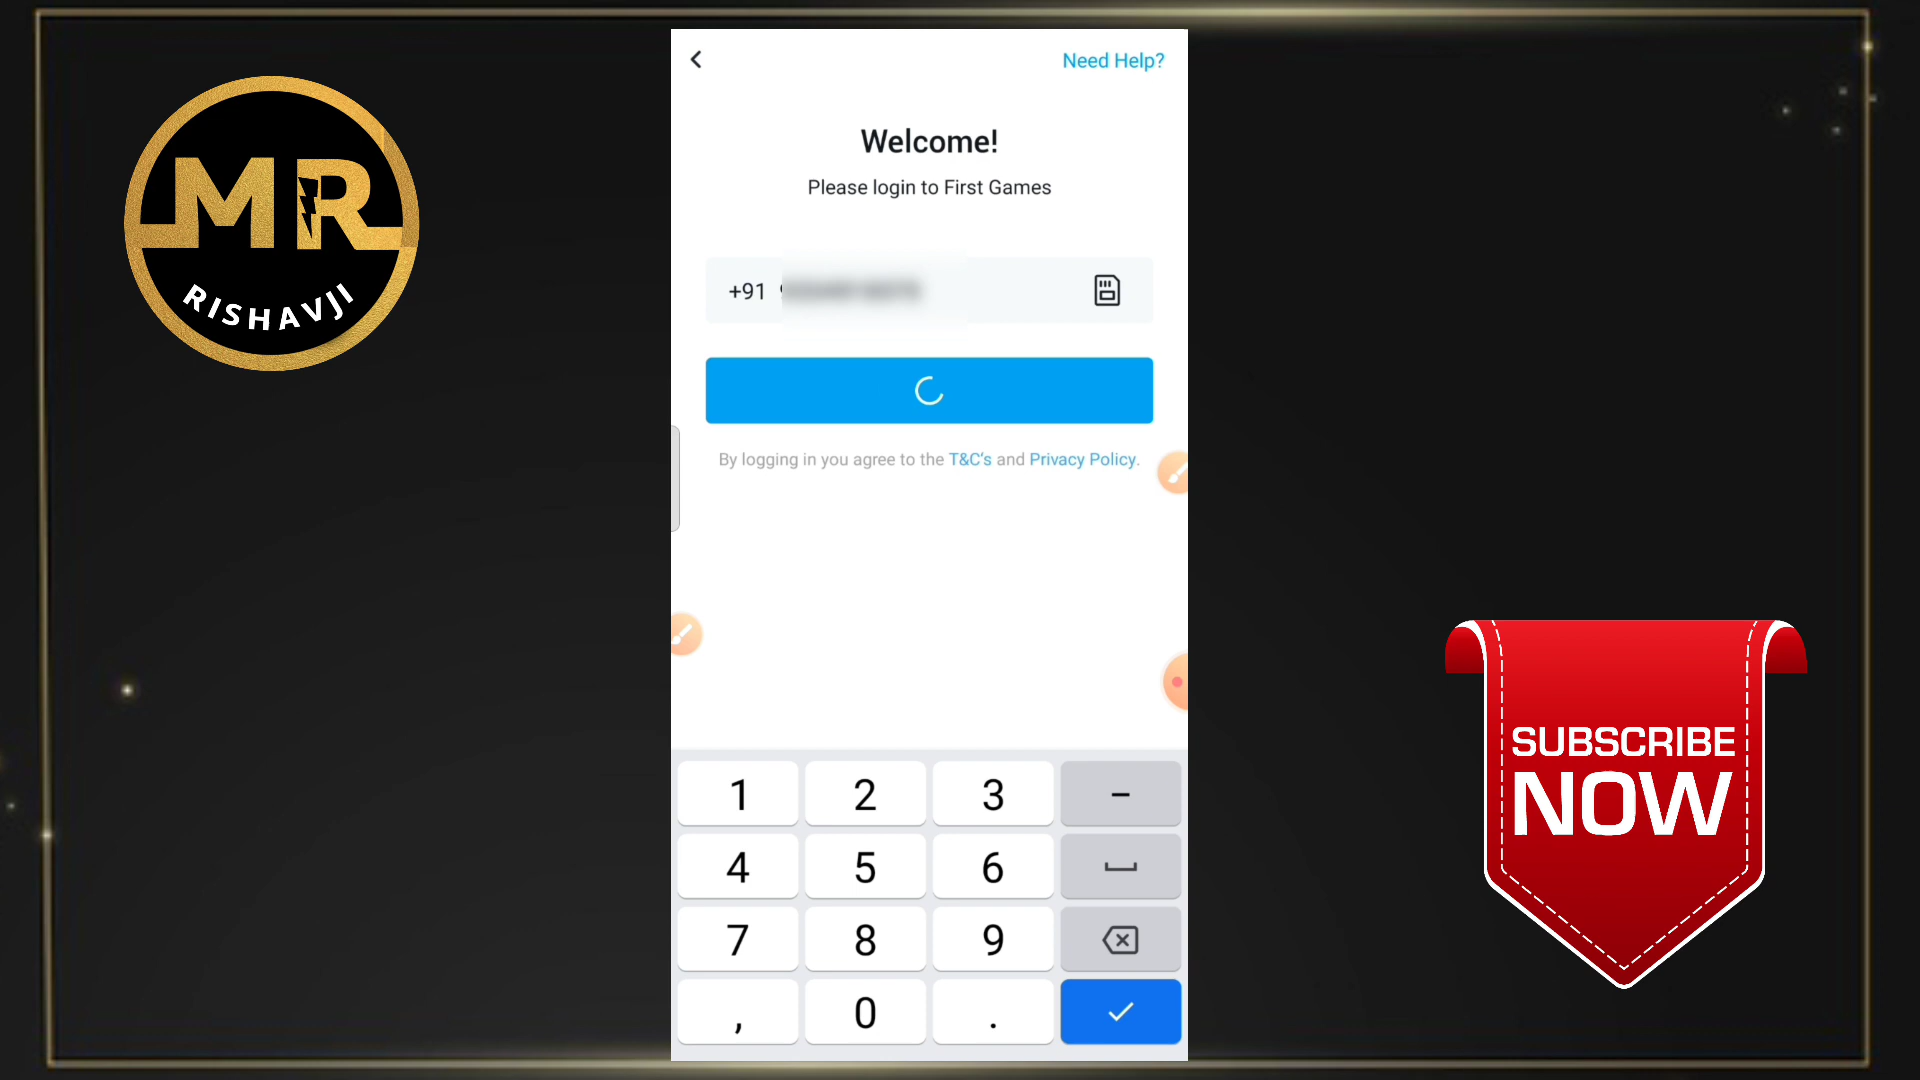 MR
RISHAVJI
Need Help?
Welcome!
Please login to First Games
+91
By logging in you agree to the T&C's and Privacy Policy.
1 2 3 -
4 5 6
7 8 9
, 0 .
SUBSCRIBE
NOW